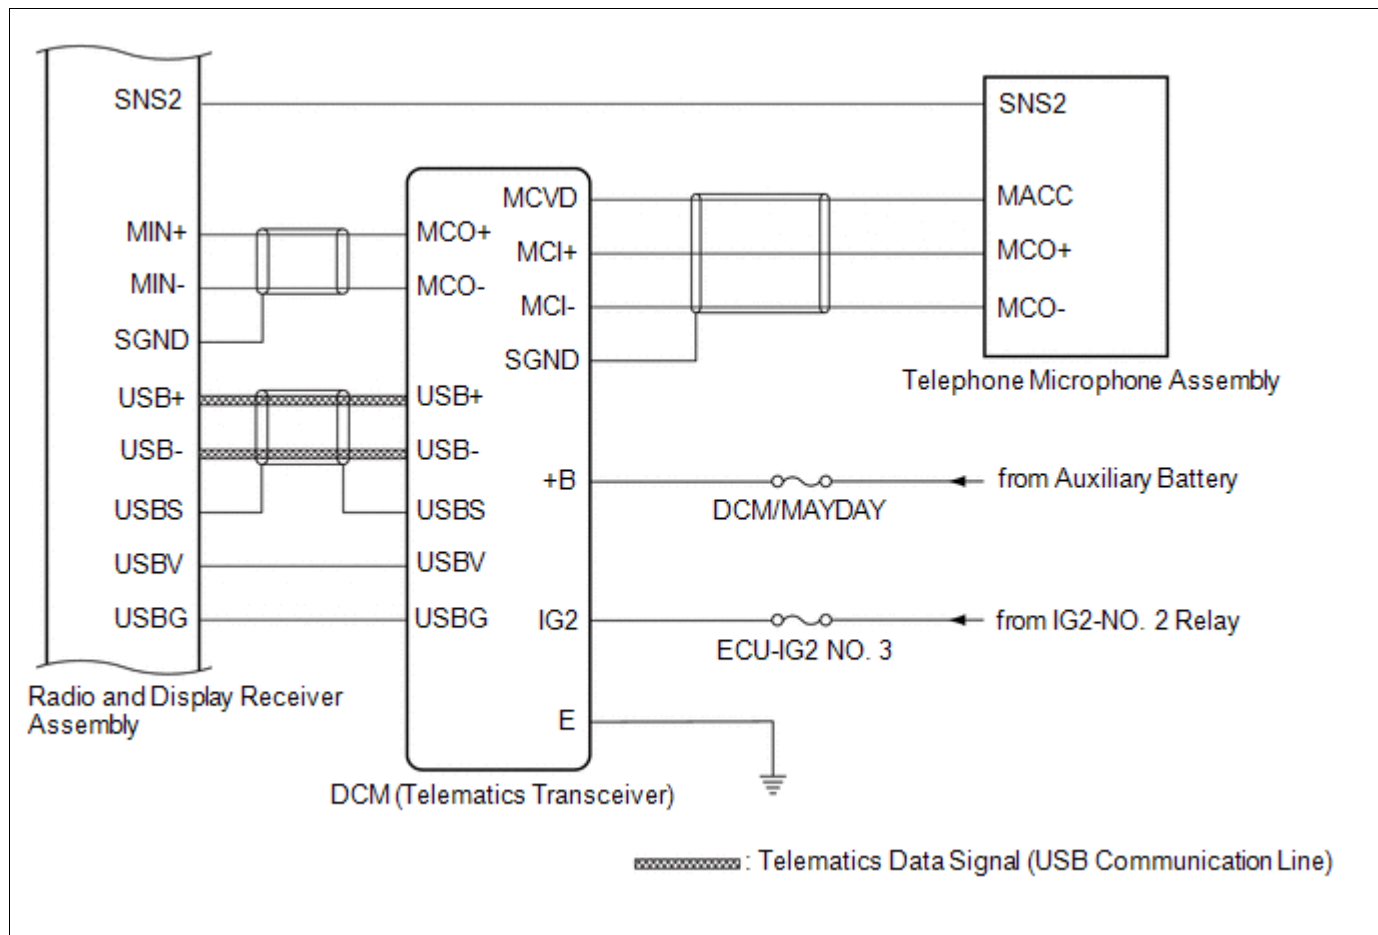 SNS2
MIN+
MIN-
SGND
USB+
USB-
USBS
USBV
USBG
Radio and Display Receiver
Assembly
MCO+
MCO-
USB+
USB-
USBS
USBV
USBG
MCVD
MCI+
MCI-
SGND
+B
IG2
E
DCM (Telematics Transceiver)
SNS2
MACC
MCO+
MCO-
Telephone Microphone Assembly
from Auxiliary Battery
DCM/MAYDAY
from IG2-NO. 2 Relay
ECU-IG2 NO. 3
: Telematics Data Signal (USB Communication Line)